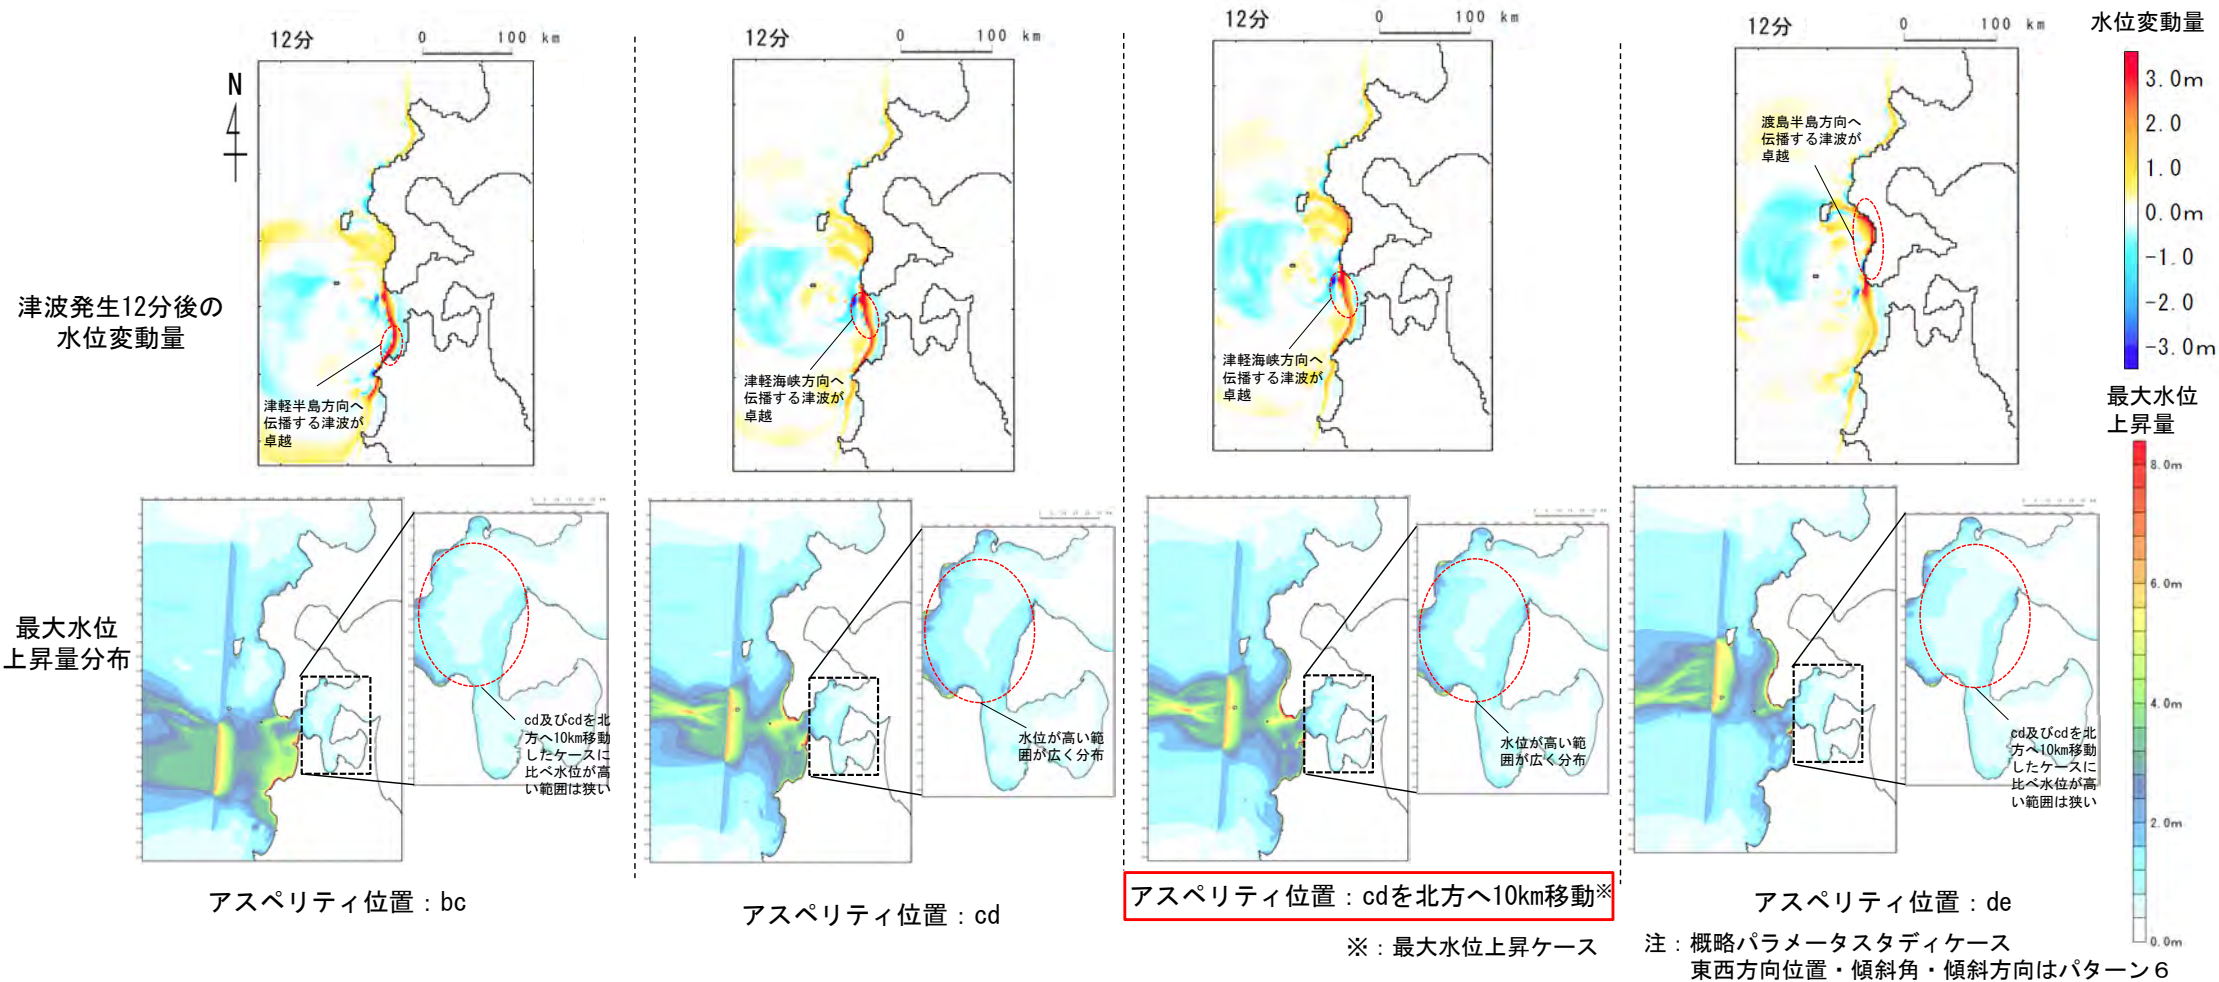 12分
0 100 km
12分
0 100 km
12分
0 100 km
12分
0 100 km
水位変動量
3.0m
2.0
1.0
0.0m
-1.0
-2.0
-3.0m
N
津波発生12分後の
水位変動量
津軽半島方向へ
伝播する津波が
卓越
津軽海峡方向へ
伝播する津波が
卓越
津軽海峡方向へ
伝播する津波が
卓越
渡島半島方向へ
伝播する津波が
卓越
最大水位
上昇量
8.0m
6.0m
4.0m
2.0m
0.0m
最大水位
上昇量分布
cd及びcdを北
方へ10km移動
したケースに
比べ水位が高
い範囲は狭い
水位が高い範
囲が広く分布
水位が高い範
囲が広く分布
cd及びcdを北
方へ10km移動
したケースに
比べ水位が高
い範囲は狭い
アスペリティ位置：bc
アスペリティ位置：cd
アスペリティ位置：cdを北方へ10km移動※
アスペリティ位置：de
※：最大水位上昇ケース
注：概略パラメータスタディケース
東西方向位置・傾斜角・傾斜方向はパターン６